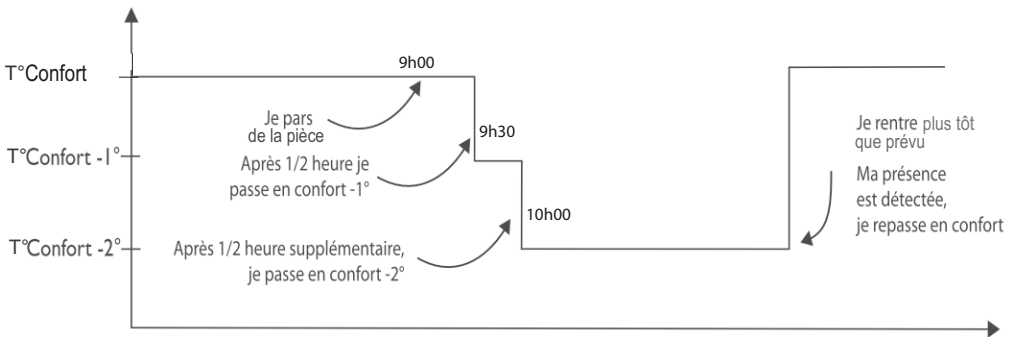 9h00
T°Confort
Je pars
de la pièce
9h30
Je rentre plus tôt
que prévu
T°Confort -1°
Après 1/2 heure je
passe en confort -1°
Ma présence
est détectée,
je repasse en confort
10h00
T°Confort -2°
Après 1/2 heure supplémentaire,
je passe en confort -2°